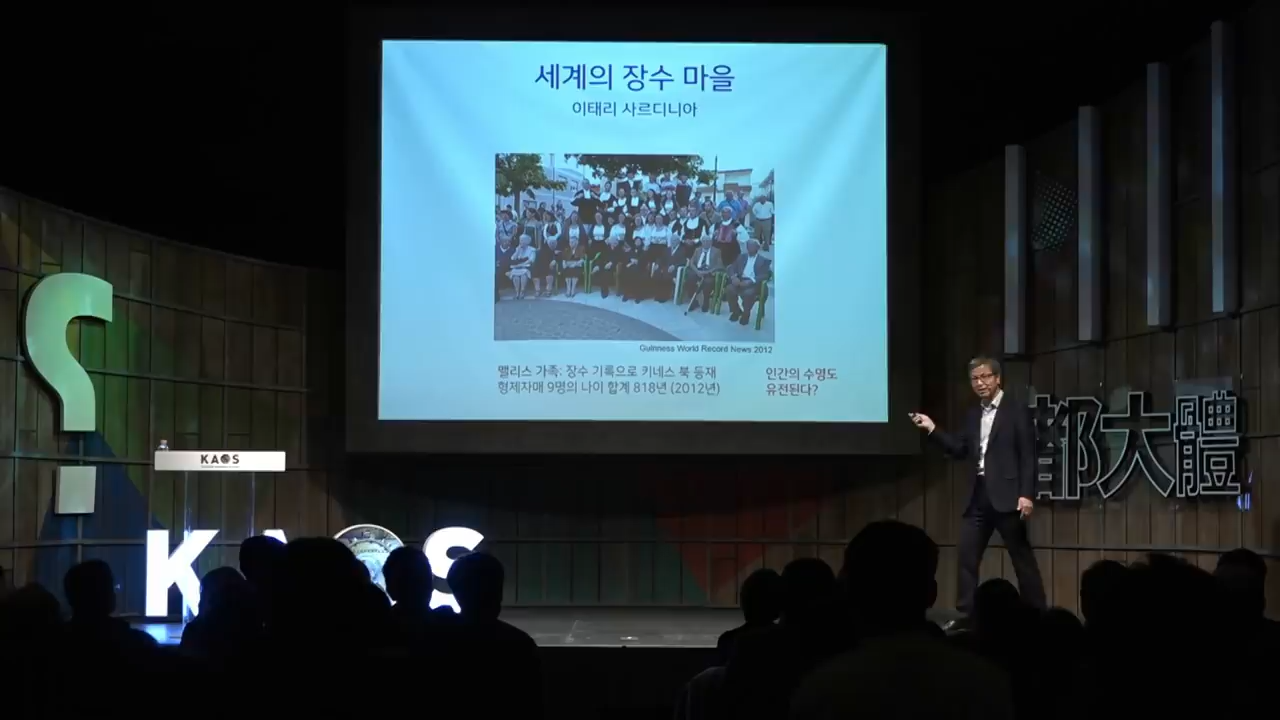 세계의 장수 마을
이태리 사르디니아
Guinness World Record News 2012
맬리스 가족: 장수 기록으로 키네스 북 등재
형제자매 9명의 나이 합계 818년 (2012년)
인간의 수명도
유전된다?
KAOS
KAOS
都大體